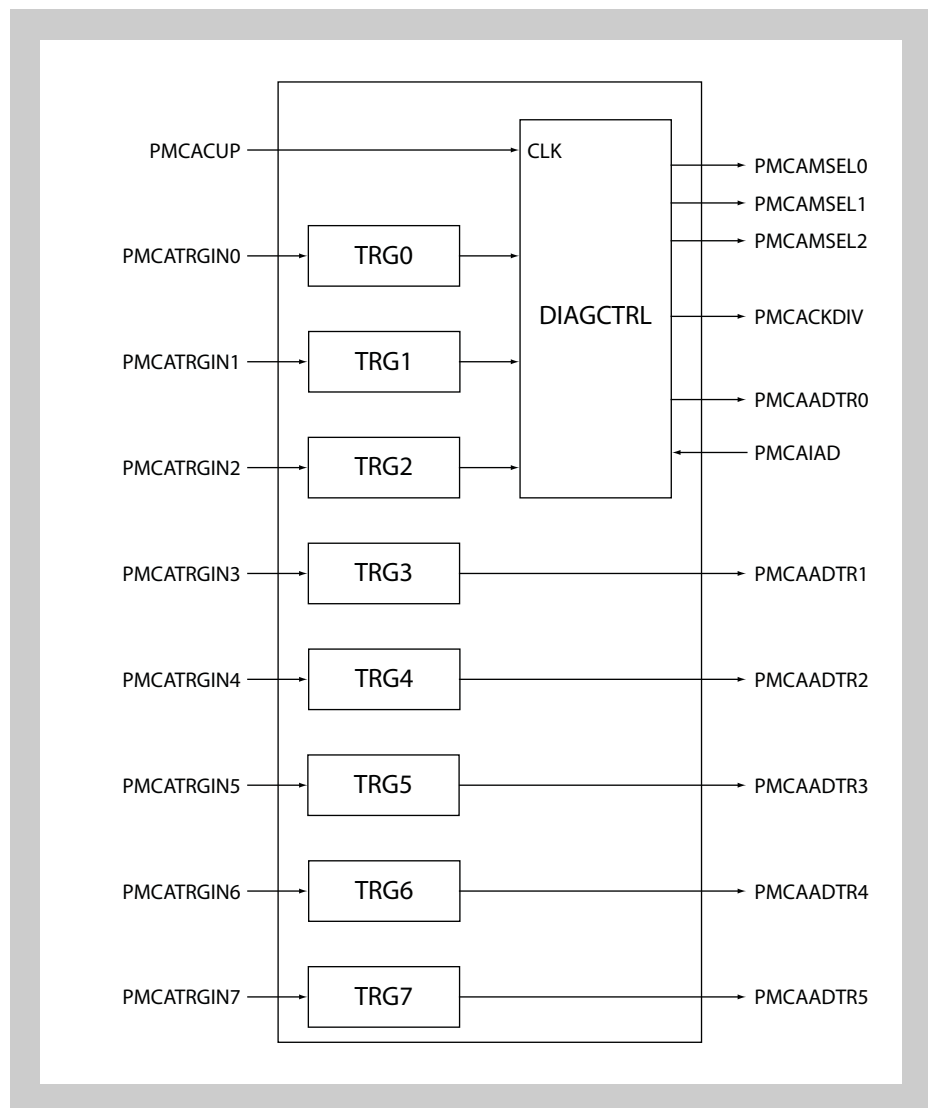 PMCACUP
CLK
PMCAMSEL0
PMCAMSEL1
PMCAMSEL2
PMCATRGIN0
TRG0
DIAGCTRL
PMCACKDIV
PMCATRGIN1
TRG1
PMCAADTR0
PMCAIAD
PMCATRGIN2
TRG2
PMCATRGIN3
TRG3
PMCAADTR1
PMCATRGIN4
TRG4
PMCAADTR2
PMCATRGIN5
TRG5
PMCAADTR3
PMCATRGIN6
TRG6
PMCAADTR4
PMCATRGIN7
TRG7
PMCAADTR5